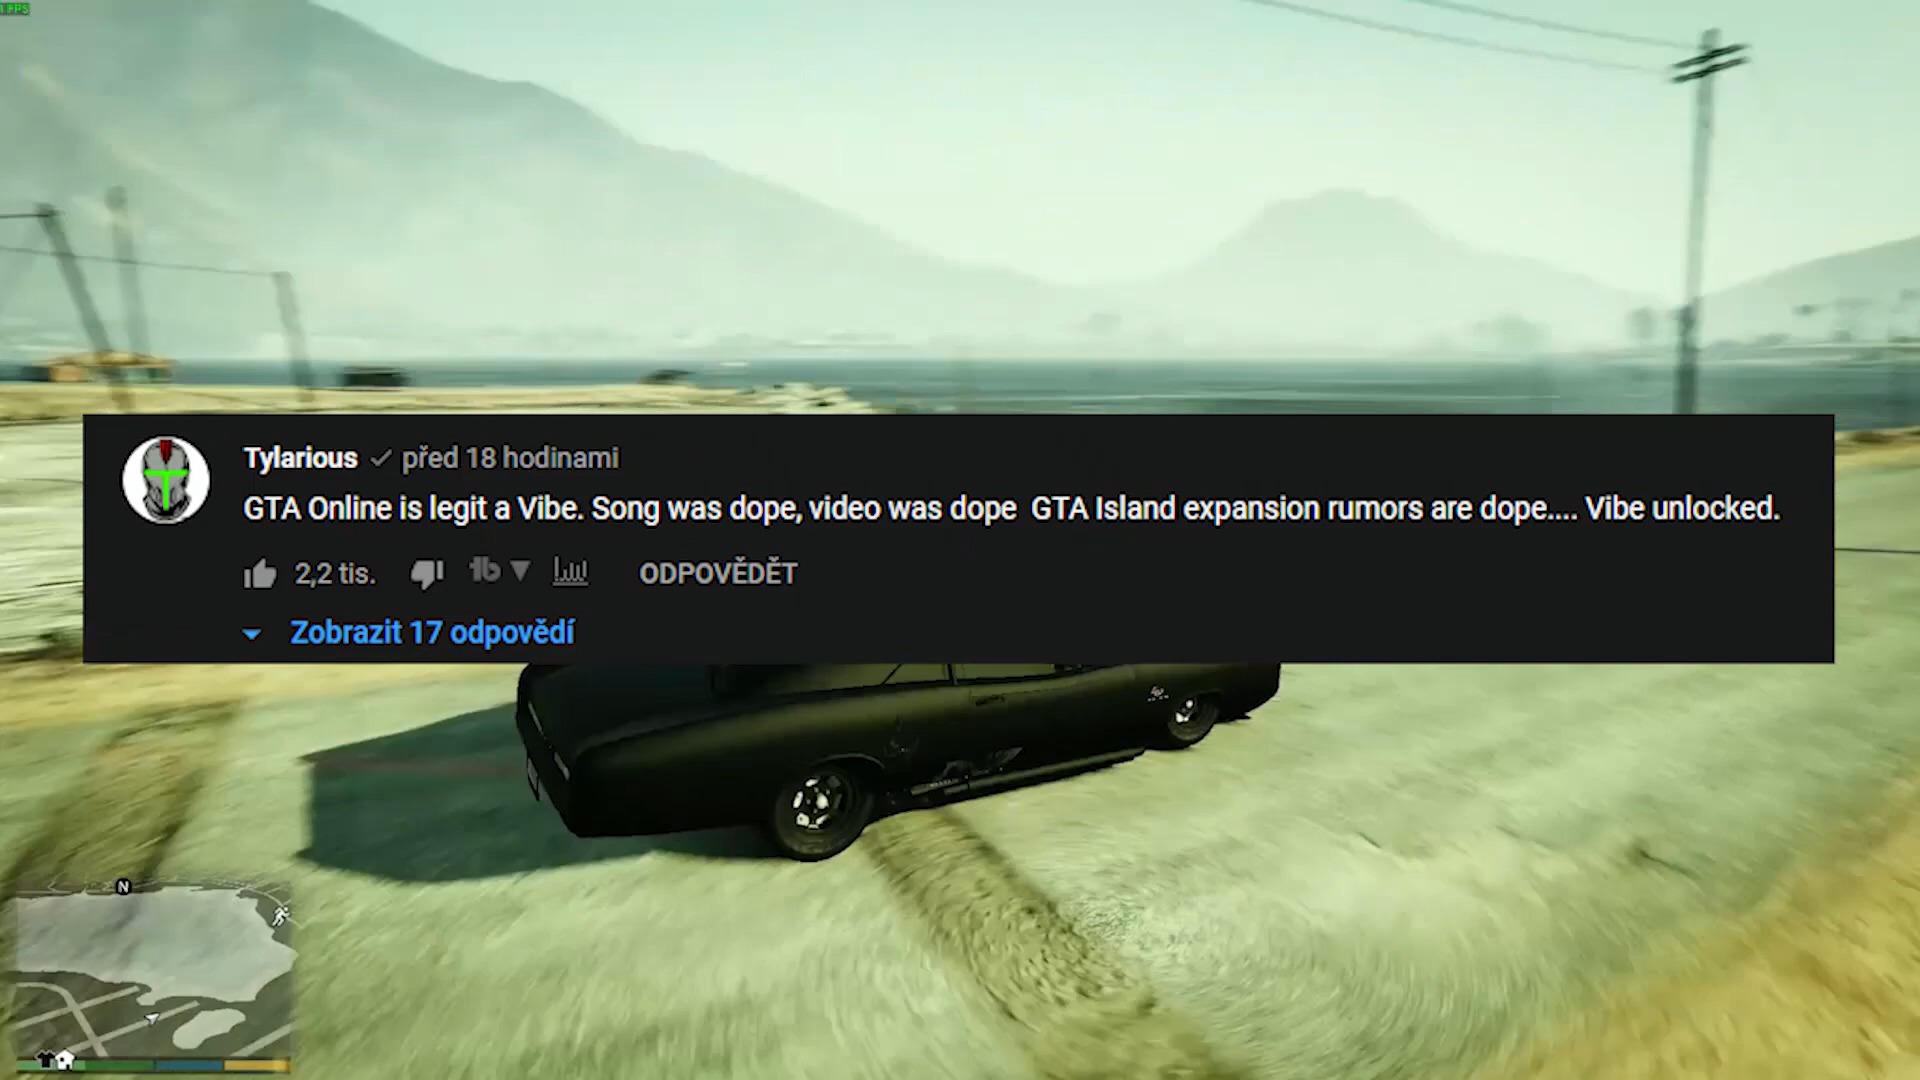 FPS
Tylarious před 18 hodinami
GTA Online is legit a Vibe. Song was dope, video was dope GTA Island expansion rumors are dope.... Vibe unlocked.
2,2 tis. ODPOVĚDĚT
Zobrazit 17 odpovědí
N